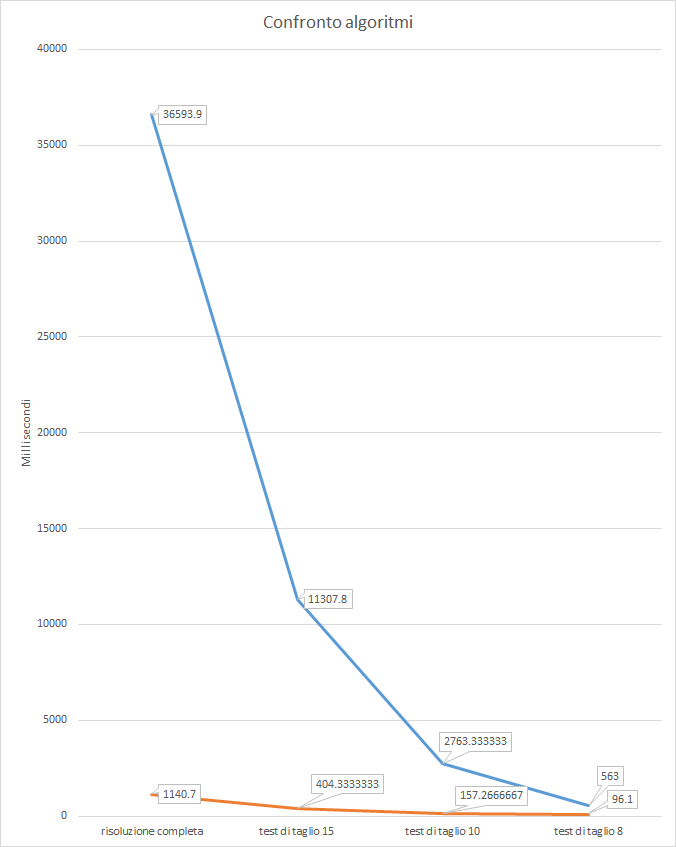 Confronto algoritmi
40000
36593.9
35000
30000
25000
20000
Millisecondi
15000
11307.8
10000
5000
2763.333333
563
404.3333333
1140.7
157.2666667
96.1
0
risoluzione completa
test di taglio 15
test di taglio 10
test di taglio 8